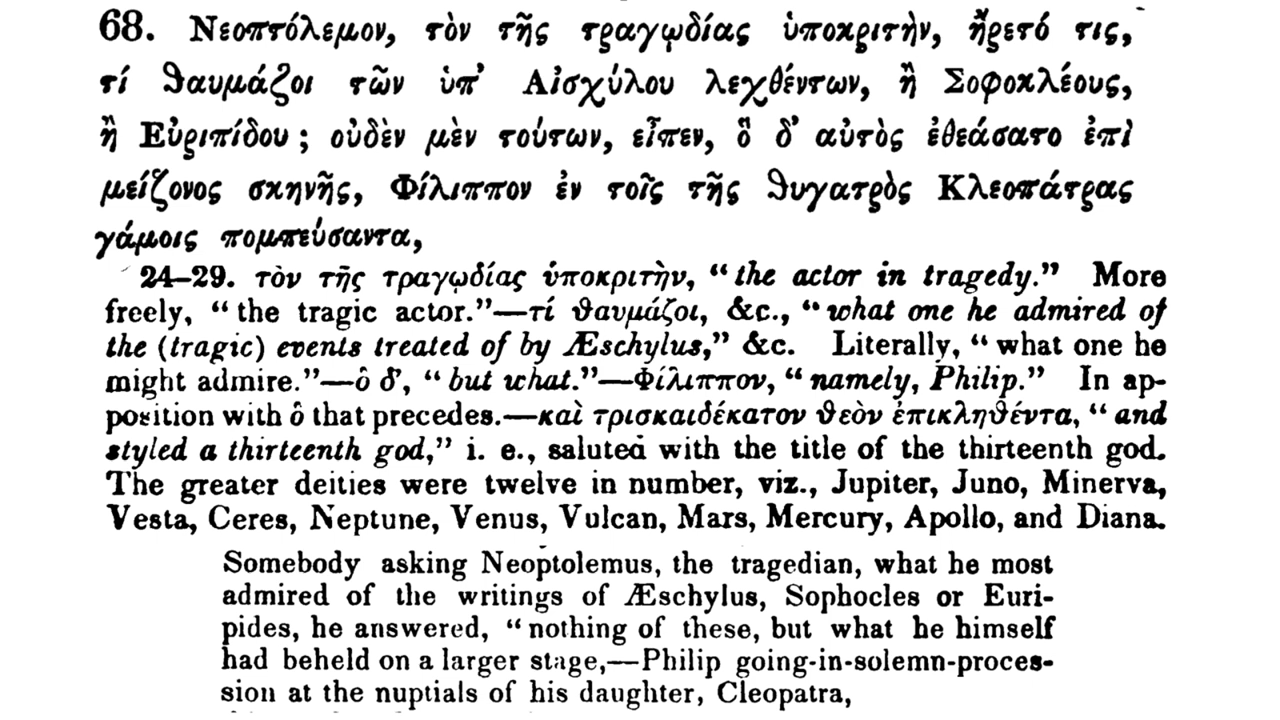 68. Νεοπτόλεμον, τὸν τῆς τραγῳδίας ὑποκριτὴν, ἤρετό τις,
τί ϑαυμάζοι τῶν ὑπ' Αἰσχύλου λεχθέντων, ἢ Σοφοκλέους,
ἢ Εὐριπίδου ; οὐδὲν μὲν τούτων, εἶπεν, ὃ δ' αὐτὸς ἐθεάσατο ἐπὶ
μείζονος σκηνῆς, Φίλιππον ἐν τοῖς τῆς ϑυγατρὸς Κλεοπάτρας
γάμοις πομπεύσαντα,
24–29. τὸν τῆς τραγῳδίας ὑποκριτὴν, “the actor in tragedy.” More
freely, “the tragic actor.”—τί ϑαυμάζοι, &c., “what one he admired of
the (tragic) events treated of by Æschylus,” &c. Literally, “what one he
might admire.”—ὃ δ', “but what.”—Φίλιππον, “namely, Philip.” In ap-
position with ὃ that precedes.—καὶ τρισκαιδέκατον ϑεὸν ἐπικληϑέντα, “and
styled a thirteenth god,” i. e., saluted with the title of the thirteenth god.
The greater deities were twelve in number, viz., Jupiter, Juno, Minerva,
Vesta, Ceres, Neptune, Venus, Vulcan, Mars, Mercury, Apollo, and Diana.
Somebody asking Neoptolemus, the tragedian, what he most
admired of the writings of Æschylus, Sophocles or Euri-
pides, he answered, “nothing of these, but what he himself
had beheld on a larger stage,—Philip going-in-solemn-proces-
sion at the nuptials of his daughter, Cleopatra,